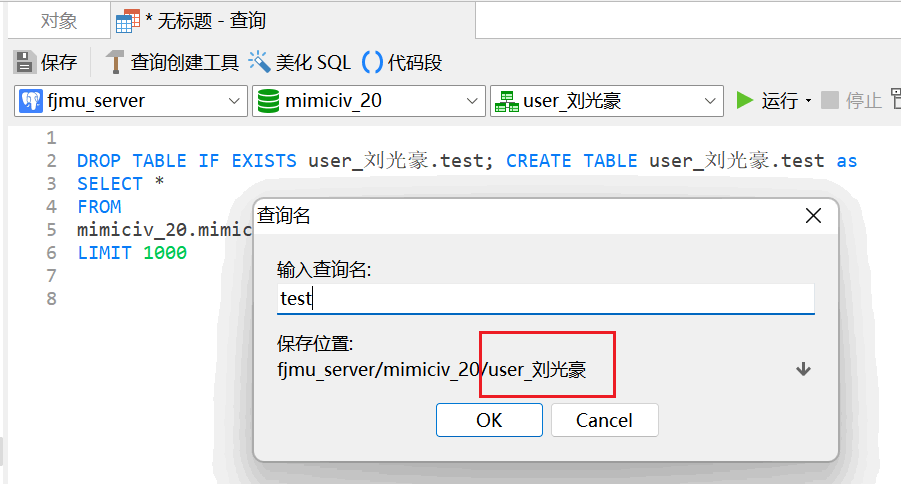 对象
* 无标题 - 查询
保存 查询创建工具 美化 SQL () 代码段
fjmu_server mimiciv_20 user_刘光豪 运行 停止
1
2 DROP TABLE IF EXISTS user_刘光豪.test; CREATE TABLE user_刘光豪.test as
3 SELECT *
4 FROM
5 mimiciv_20.mimic
6 LIMIT 1000
7
8
查询名
输入查询名:
test
保存位置:
fjmu_server/mimiciv_20/user_刘光豪
OK Cancel